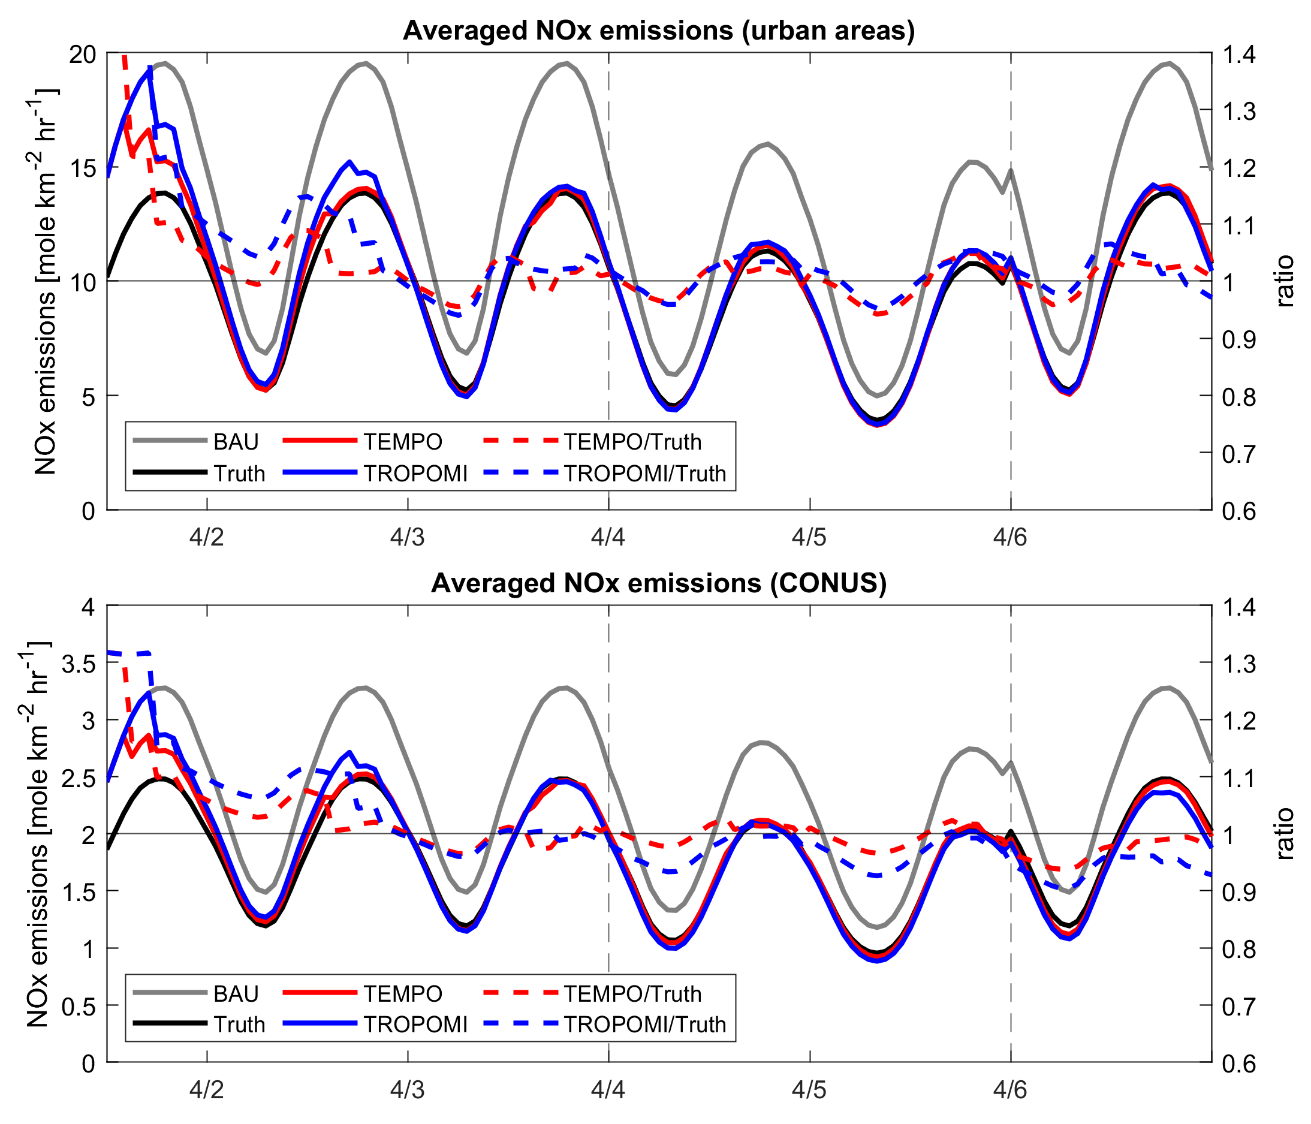 Averaged NOx emissions (urban areas)
NOx emissions [mole km-2 hr-1]
20
15
10
5
0
1.4
1.3
1.2
1.1
1
0.9
0.8
0.7
0.6
ratio
BAU TEMPO TEMPO/Truth
Truth TROPOMI TROPOMI/Truth
4/2 4/3 4/4 4/5 4/6
Averaged NOx emissions (CONUS)
NOx emissions [mole km-2 hr-1]
4
3.5
3
2.5
2
1.5
1
0.5
0
1.4
1.3
1.2
1.1
1
0.9
0.8
0.7
0.6
ratio
BAU TEMPO TEMPO/Truth
Truth TROPOMI TROPOMI/Truth
4/2 4/3 4/4 4/5 4/6